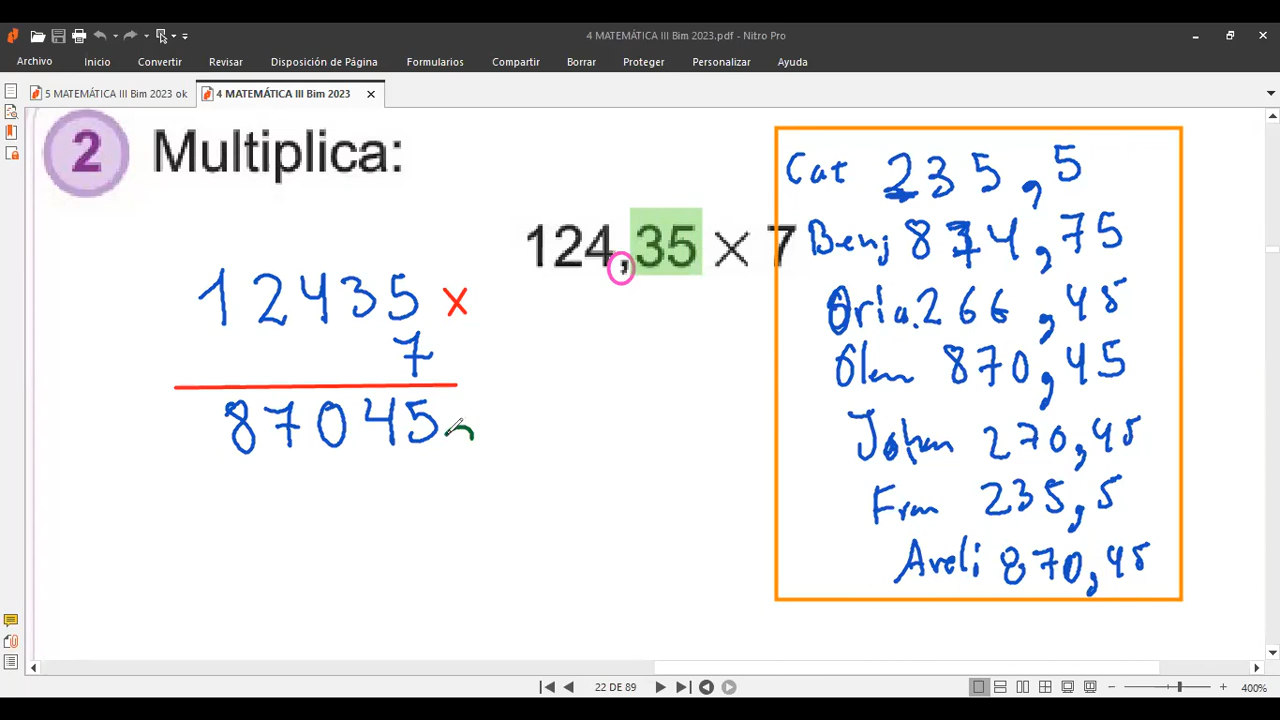 4 MATEMÁTICA III Bim 2023.pdf - Nitro Pro
Archivo Inicio Convertir Revisar Disposición de Página Formularios Compartir Borrar Proteger Personalizar Ayuda
5 MATEMÁTICA III Bim 2023 ok 4 MATEMÁTICA III Bim 2023
2 Multiplica:
124,35 × 7
12435 ×
7
87045
Cat 235,5
Benj 874,75
Oria. 266,45
Glen 870,45
Johan 270,45
Fran 235,5
Areli 870,45
22 DE 89
400%